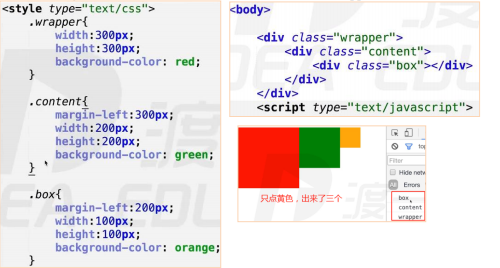 <style type="text/css">
.wrapper{
width:300px;
height:300px;
background-color: red;
}
.content{
margin-left:300px;
width:200px;
height:200px;
background-color: green;
}
.box{
margin-left:200px;
width:100px;
height:100px;
background-color: orange;
<body>
<div class="wrapper">
<div class="content">
<div class="box"></div>
</div>
</div>
<script type="text/javascript">
只点黄色，出来了三个
top
Filter
Hide netw
Errors
box
content
wrapper